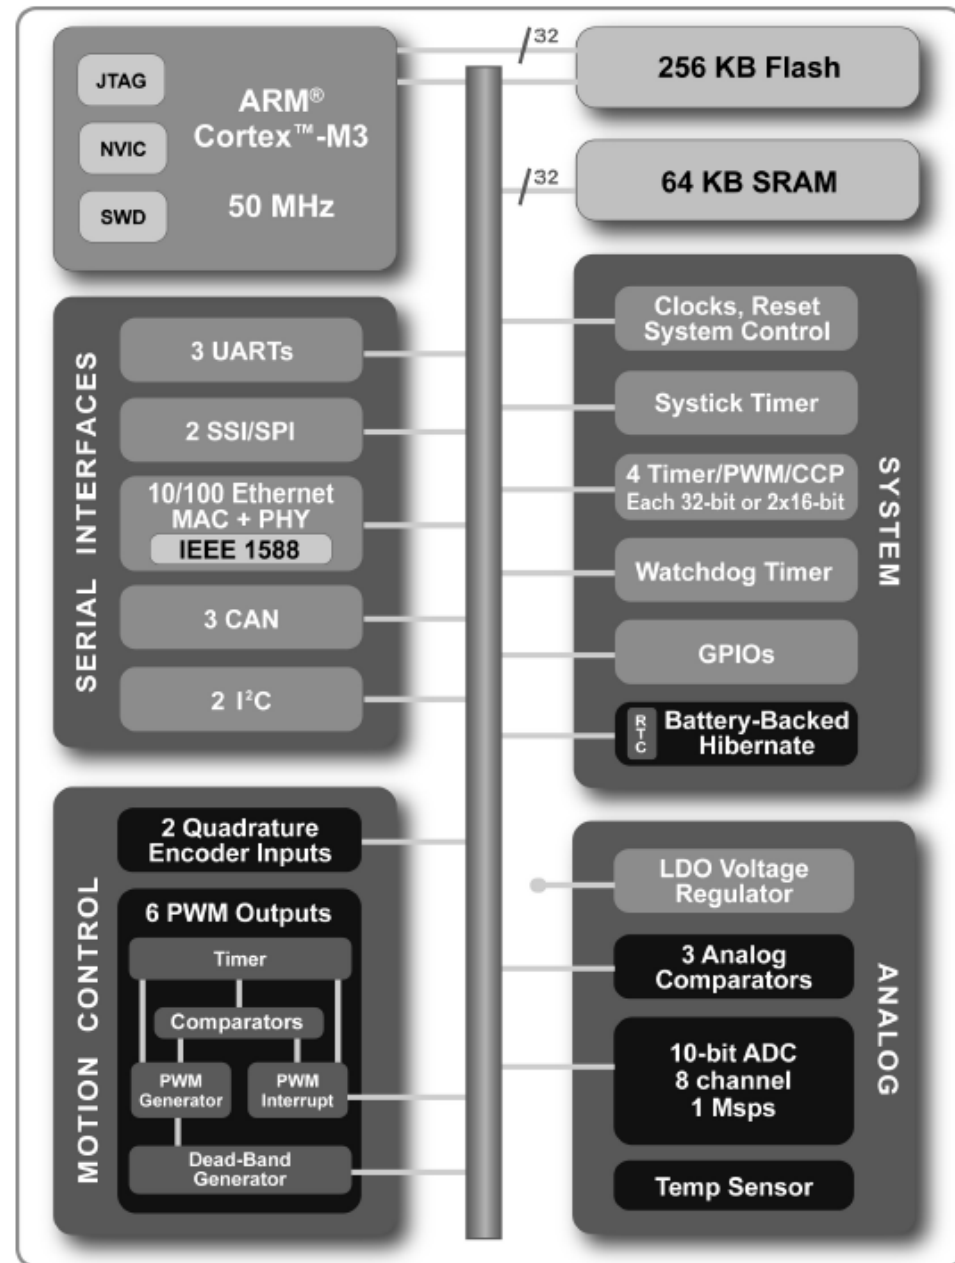 JTAG
NVIC
SWD
ARM®
Cortex™-M3
50 MHz
32
256 KB Flash
32
64 KB SRAM
SERIAL INTERFACES
3 UARTs
2 SSI/SPI
10/100 Ethernet
MAC + PHY
IEEE 1588
3 CAN
2 I²C
SYSTEM
Clocks, Reset
System Control
Systick Timer
4 Timer/PWM/CCP
Each 32-bit or 2x16-bit
Watchdog Timer
GPIOs
RTC
Battery-Backed
Hibernate
MOTION CONTROL
2 Quadrature
Encoder Inputs
6 PWM Outputs
Timer
Comparators
PWM
Generator
PWM
Interrupt
Dead-Band
Generator
ANALOG
LDO Voltage
Regulator
3 Analog
Comparators
10-bit ADC
8 channel
1 Msps
Temp Sensor